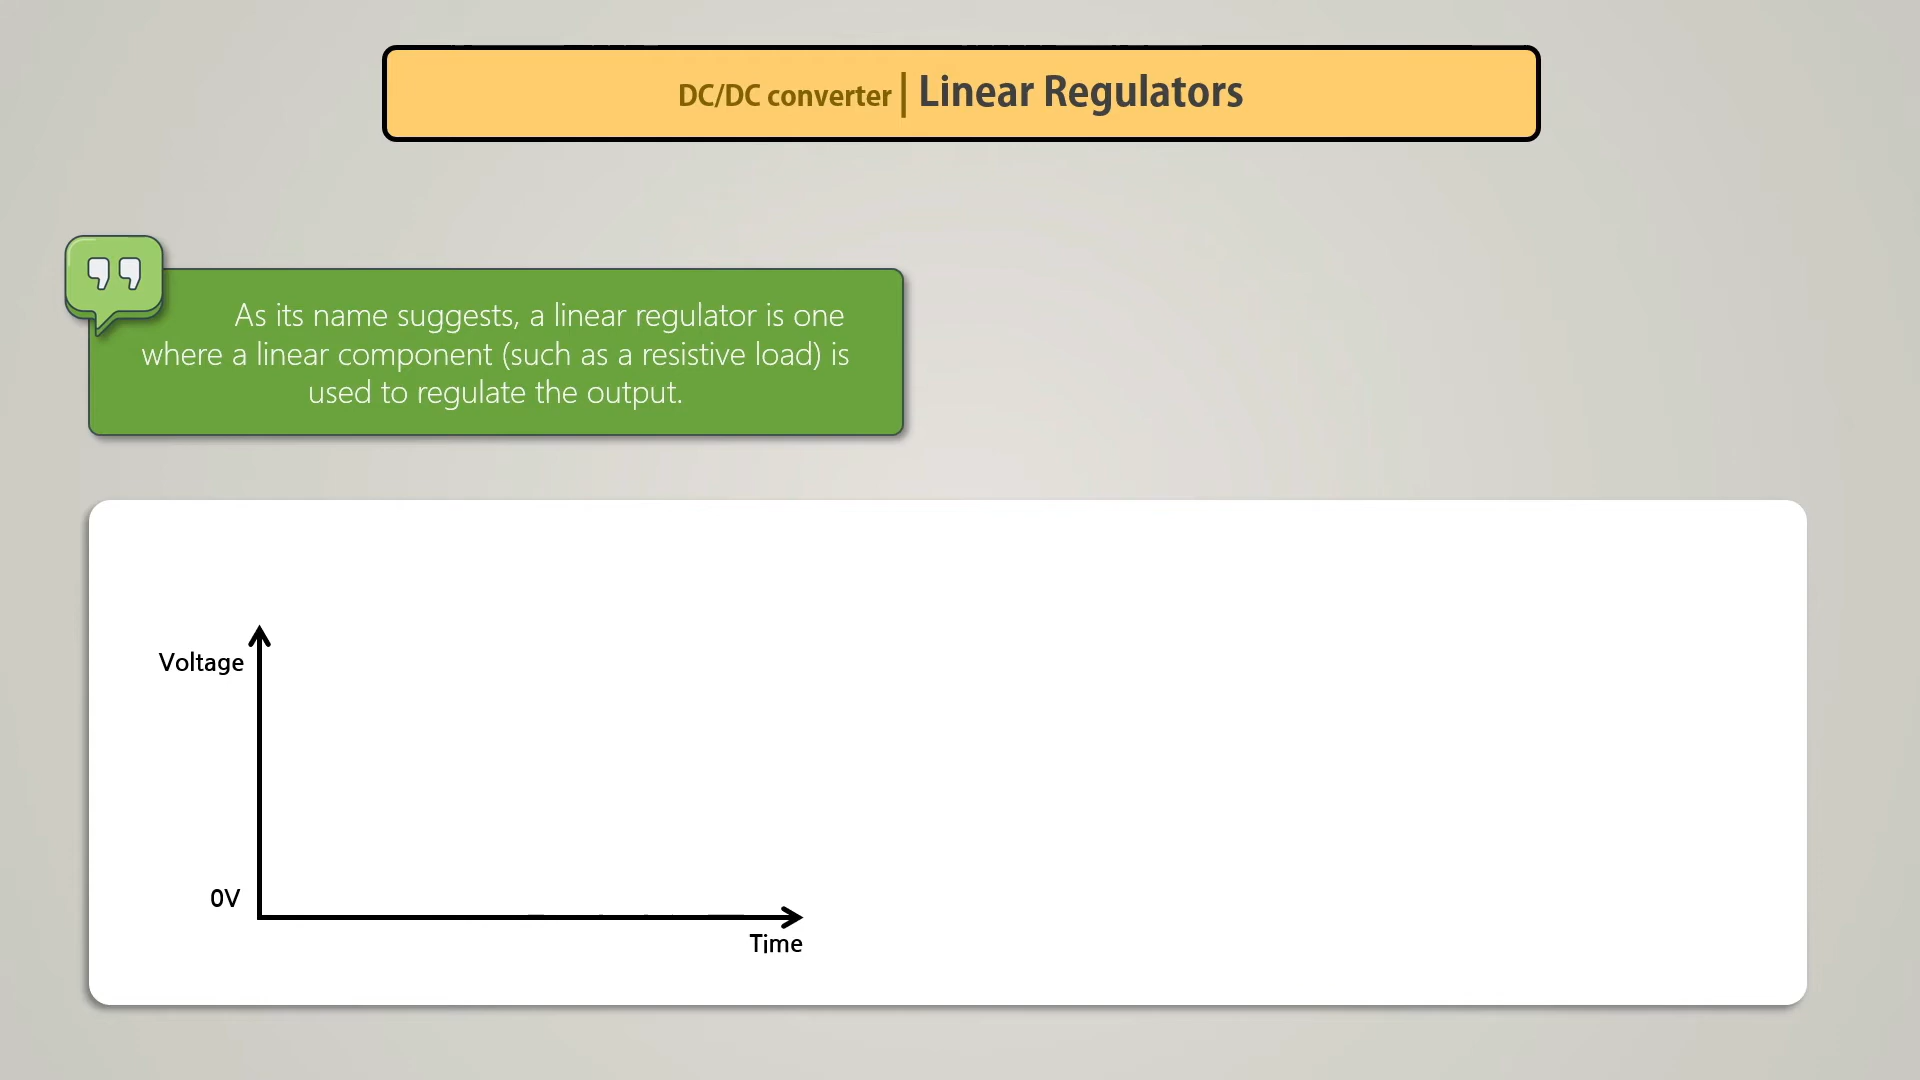 DC/DC converter | Linear Regulators
As its name suggests, a linear regulator is one
where a linear component (such as a resistive load) is
used to regulate the output.
Voltage
0V
Time